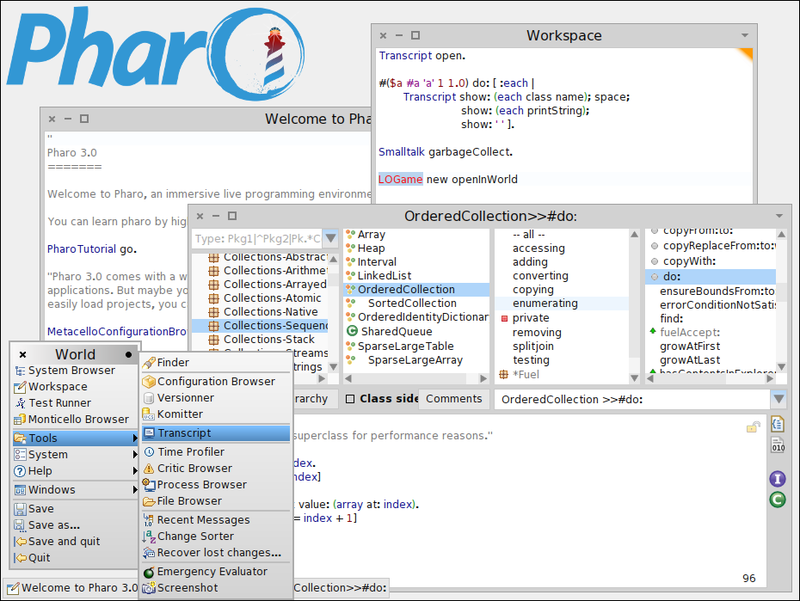 Pharo
Workspace
Transcript open.
#($a #a 'a' 1 1.0) do: [ :each |
Transcript show: (each class name); space;
show: (each printString);
show: ' ' ].
Smalltalk garbageCollect.
LOGame new openInWorld
Welcome to Pha
"
Pharo 3.0
=======
Welcome to Pharo, an immersive live programming environme
You can learn pharo by hig
PharoTutorial go.
"Pharo 3.0 comes with a w
applications. But maybe yo
easily load projects, you c
MetacelloConfigurationBro
OrderedCollection>>#do:
Type: Pkg1|^Pkg2|Pk.*C
Collections-Abstrac
Collections-Arithme
Collections-Arrayed
Collections-Atomic
Collections-Native
Collections-Sequenc
Collections-Stack
Streams
trings
Array
Heap
Interval
LinkedList
OrderedCollection
SortedCollection
OrderedIdentityDictionar
SharedQueue
SparseLargeTable
SparseLargeArray
-- all --
accessing
adding
converting
copying
enumerating
private
removing
splitjoin
testing
*Fuel
copyFrom:to:
copyReplaceFrom:to:
copyWith:
do:
ensureBoundsFrom:to
errorConditionNotSatis
find:
fuelAccept:
growAtFirst
growAtLast
hasContentsInExplorer
rarchy
Class side
Comments
OrderedCollection >>#do:
superclass for performance reasons."
ndex.
ndex]
value: (array at: index).
= index + 1]
010
I
C
96
World
System Browser
Workspace
Test Runner
Monticello Browser
Tools
System
Help
Windows
Save
Save as...
Save and quit
Quit
Finder
Configuration Browser
Versionner
Komitter
Transcript
Time Profiler
Critic Browser
Process Browser
File Browser
Recent Messages
Change Sorter
Recover lost changes...
Emergency Evaluator
Screenshot
Welcome to Pharo 3.0
Collection>>#do: